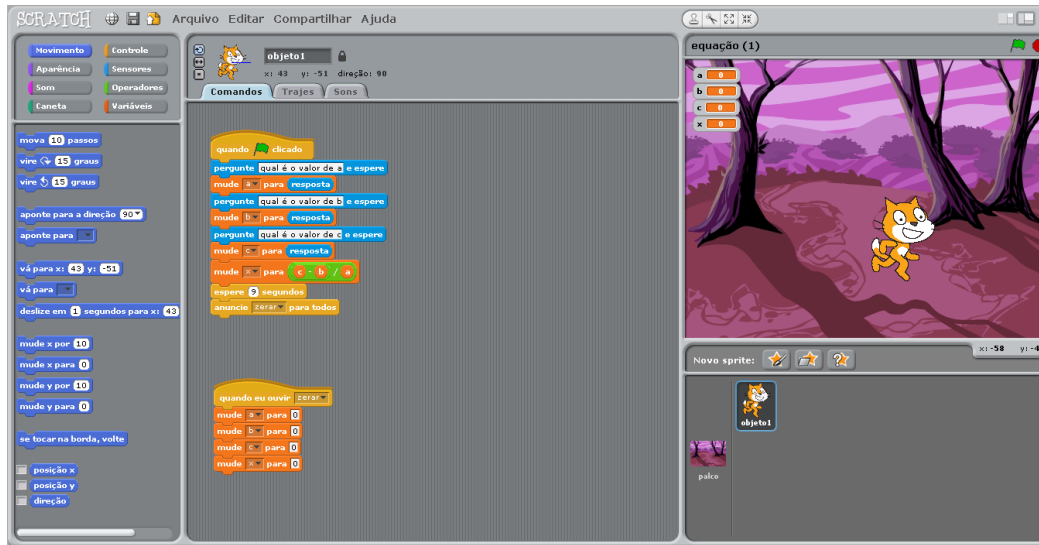 SCRATCH Arquivo Editar Compartilhar Ajuda
Movimento Controle
Aparência Sensores
Som Operadores
Caneta Variáveis
mova 10 passos
vire 15 graus
vire 15 graus
aponte para a direção 90
aponte para
vá para x: 43 y: -51
vá para
deslize em 1 segundos para x: 43
mude x por 10
mude x para 0
mude y por 10
mude y para 0
se tocar na borda, volte
posição x
posição y
direção
objeto1
x: 43 y: -51 direção: 90
Comandos Trajes Sons
quando clicado
pergunte qual é o valor de a e espere
mude a para resposta
pergunte qual é o valor de b e espere
mude b para resposta
pergunte qual é o valor de c e espere
mude c para resposta
mude x para c - b / a
espere 9 segundos
anuncie zerar para todos
quando eu ouvir zerar
mude a para 0
mude b para 0
mude c para 0
mude x para 0
equação (1)
a 0
b 0
c 0
x 0
x: -58 y: -4
Novo sprite:
objeto1
palco